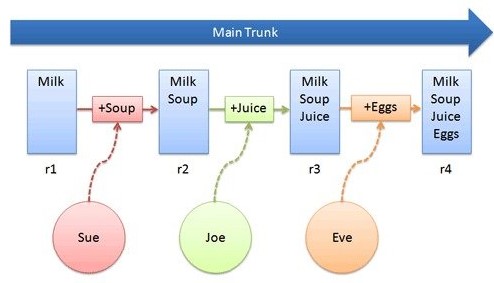 Main Trunk
Milk
+Soup
Milk
Soup
+Juice
Milk
Soup
Juice
+Eggs
Milk
Soup
Juice
Eggs
r1
r2
r3
r4
Sue
Joe
Eve